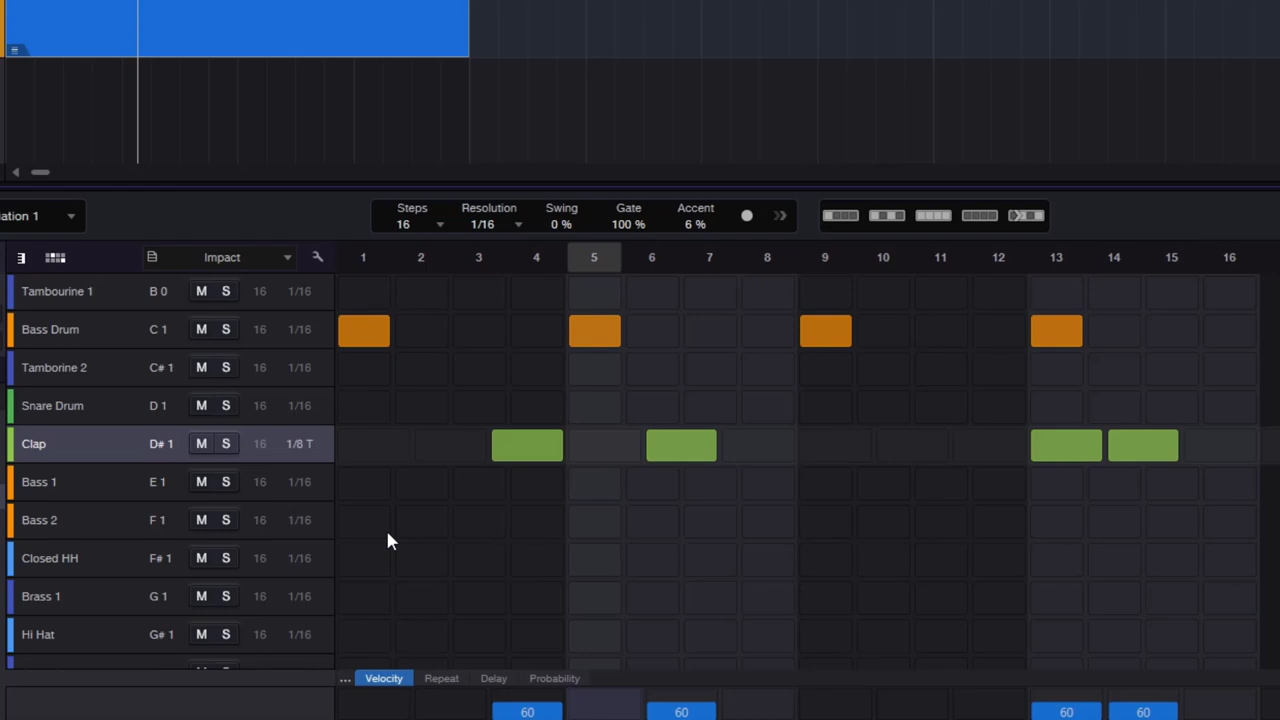 ation 1
Steps Resolution Swing Gate Accent
16 1/16 0 % 100 % 6 %
Impact 1 2 3 4 5 6 7 8 9 10 11 12 13 14 15 16
Tambourine 1 B 0 M S 16 1/16
Bass Drum C 1 M S 16 1/16
Tamborine 2 C# 1 M S 16 1/16
Snare Drum D 1 M S 16 1/16
Clap D# 1 M S 16 1/8 T
Bass 1 E 1 M S 16 1/16
Bass 2 F 1 M S 16 1/16
Closed HH F# 1 M S 16 1/16
Brass 1 G 1 M S 16 1/16
Hi Hat G# 1 M S 16 1/16
... Velocity Repeat Delay Probability
60 60 60 60